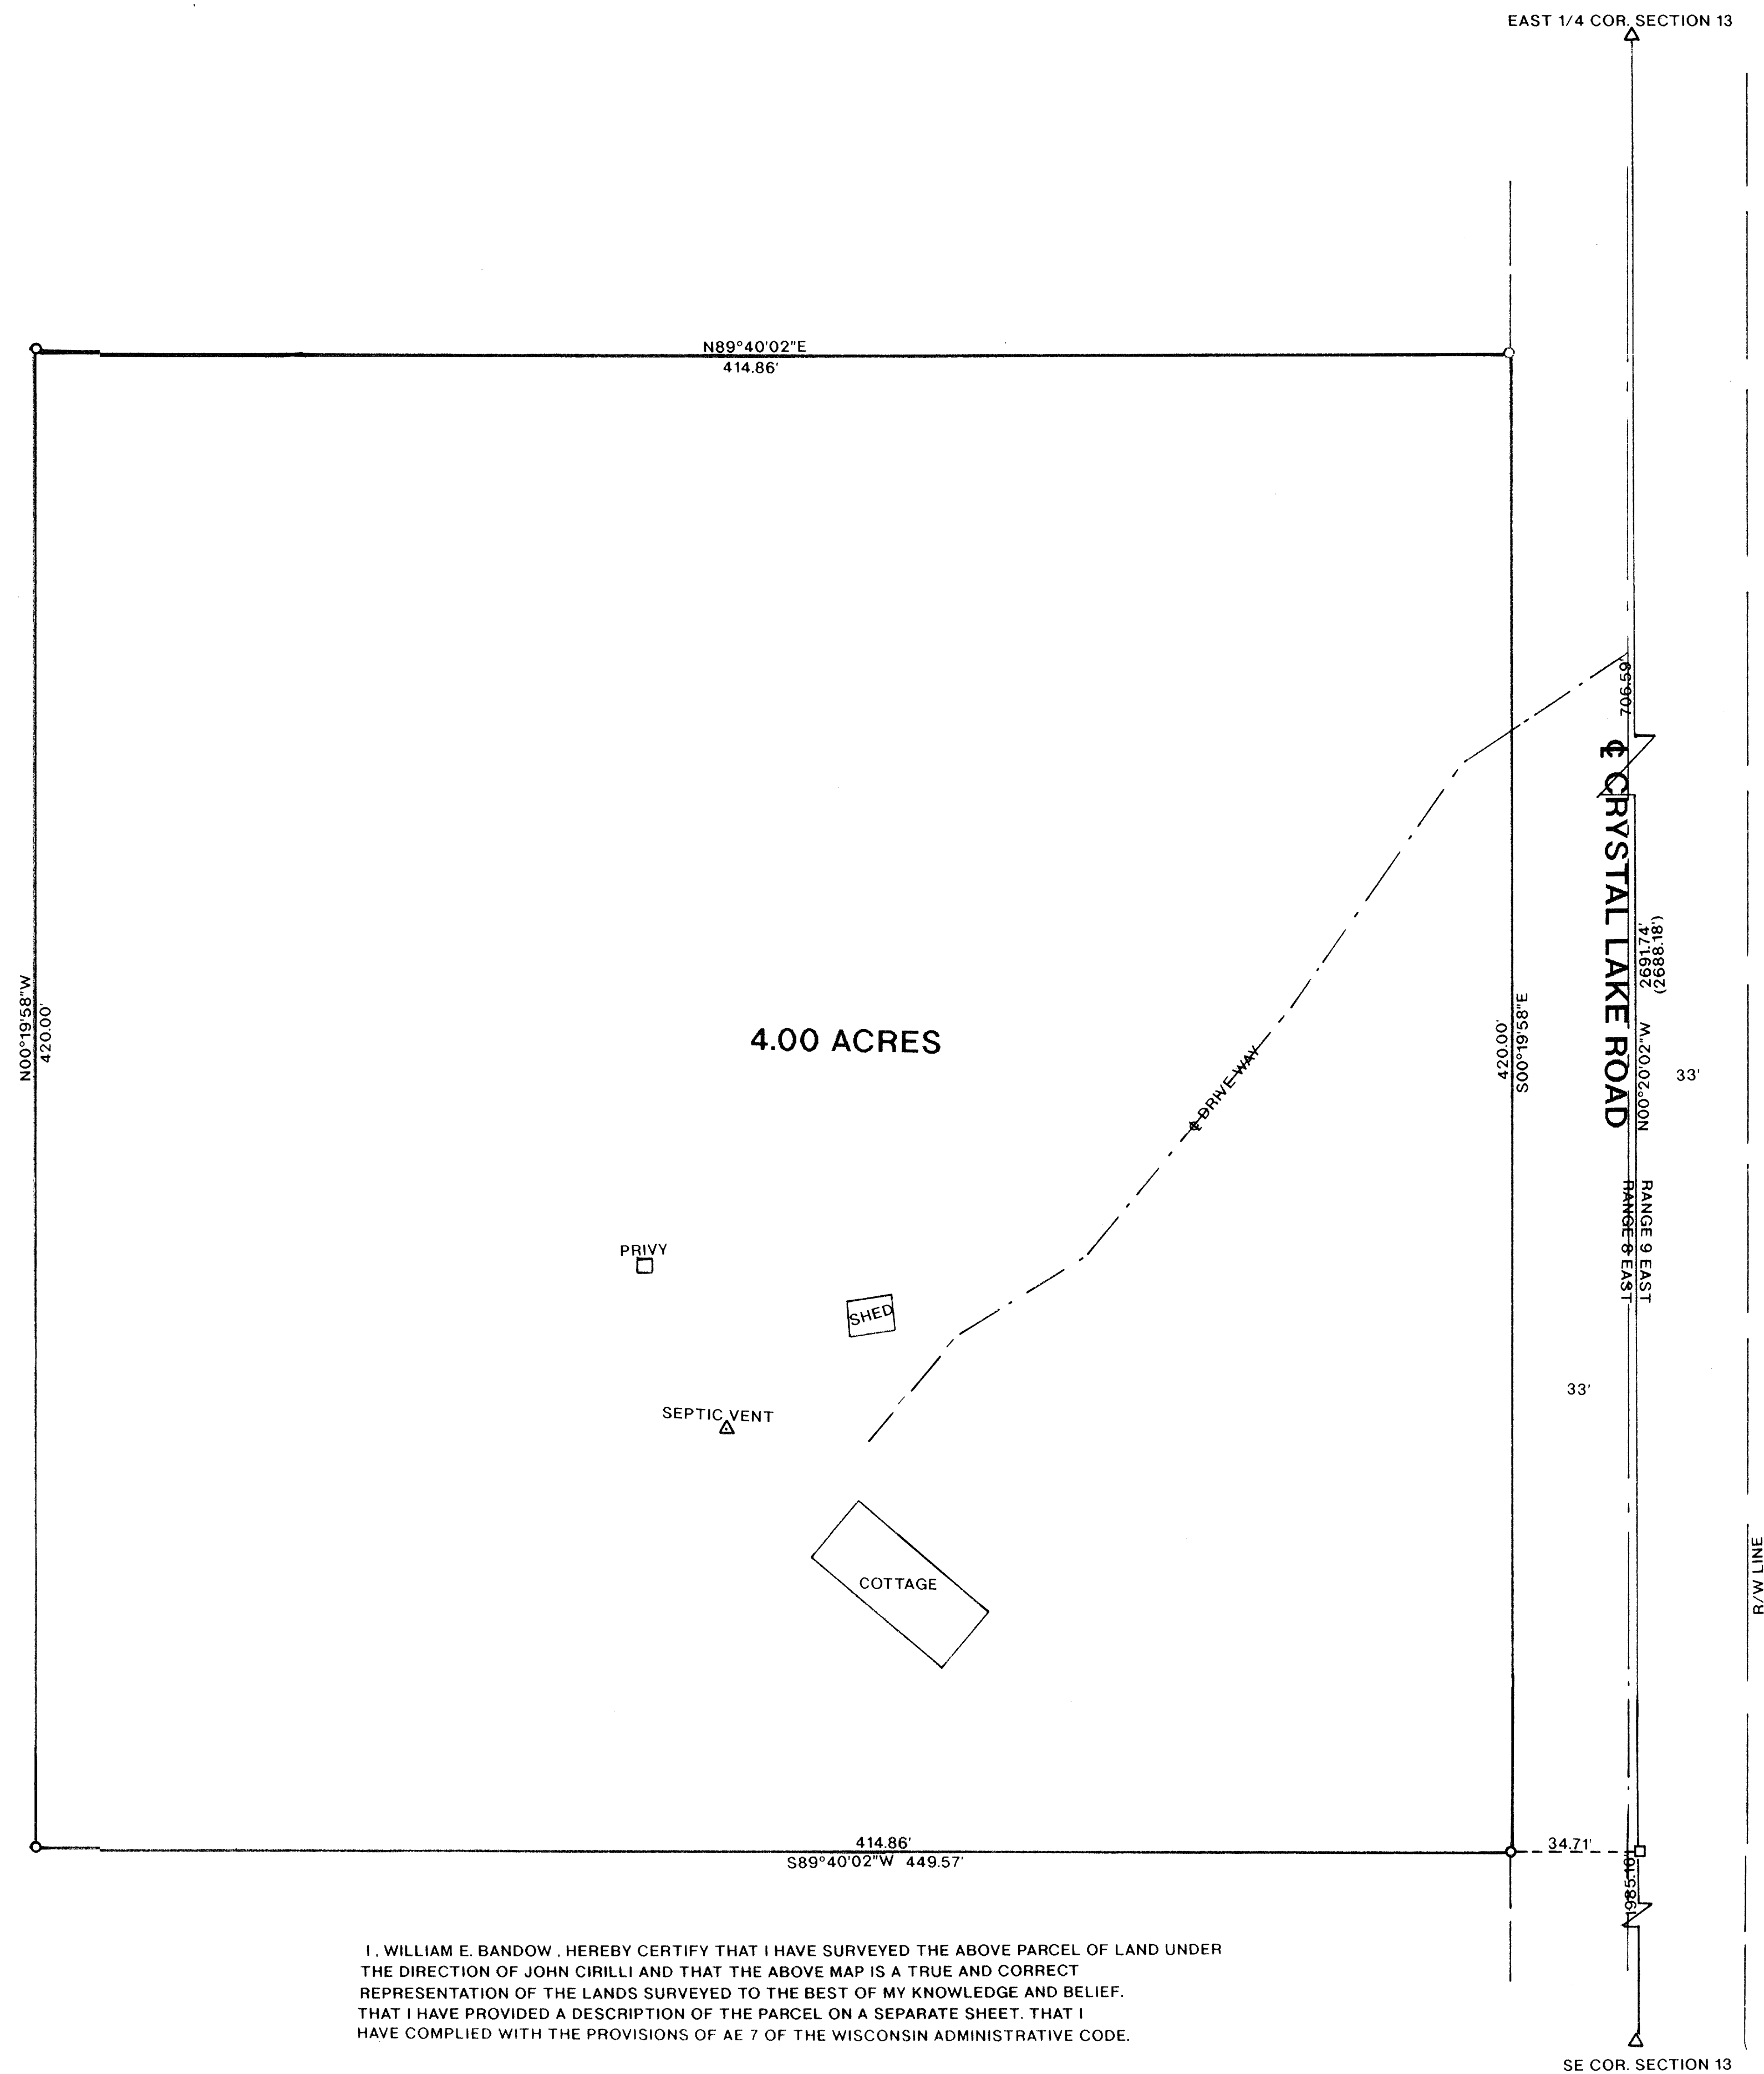 EAST 1/4 COR. SECTION 13
N89°40'02"E
414.86'
706.59'
℄ CRYSTAL LAKE ROAD
2691.74'
(2688.18')
N00°20'02"W
N00°19'58"W
420.00'
4.00 ACRES
420.00'
S00°19'58"E
33'
℄ DRIVE WAY
RANGE 9 EAST
RANGE 8 EAST
PRIVY
SHED
33'
SEPTIC VENT
COTTAGE
R/W LINE
414.86'
S89°40'02"W 449.57'
34.71'
1985.16'
I , WILLIAM E. BANDOW , HEREBY CERTIFY THAT I HAVE SURVEYED THE ABOVE PARCEL OF LAND UNDER
THE DIRECTION OF JOHN CIRILLI AND THAT THE ABOVE MAP IS A TRUE AND CORRECT
REPRESENTATION OF THE LANDS SURVEYED TO THE BEST OF MY KNOWLEDGE AND BELIEF.
THAT I HAVE PROVIDED A DESCRIPTION OF THE PARCEL ON A SEPARATE SHEET. THAT I
HAVE COMPLIED WITH THE PROVISIONS OF AE 7 OF THE WISCONSIN ADMINISTRATIVE CODE.
SE COR. SECTION 13